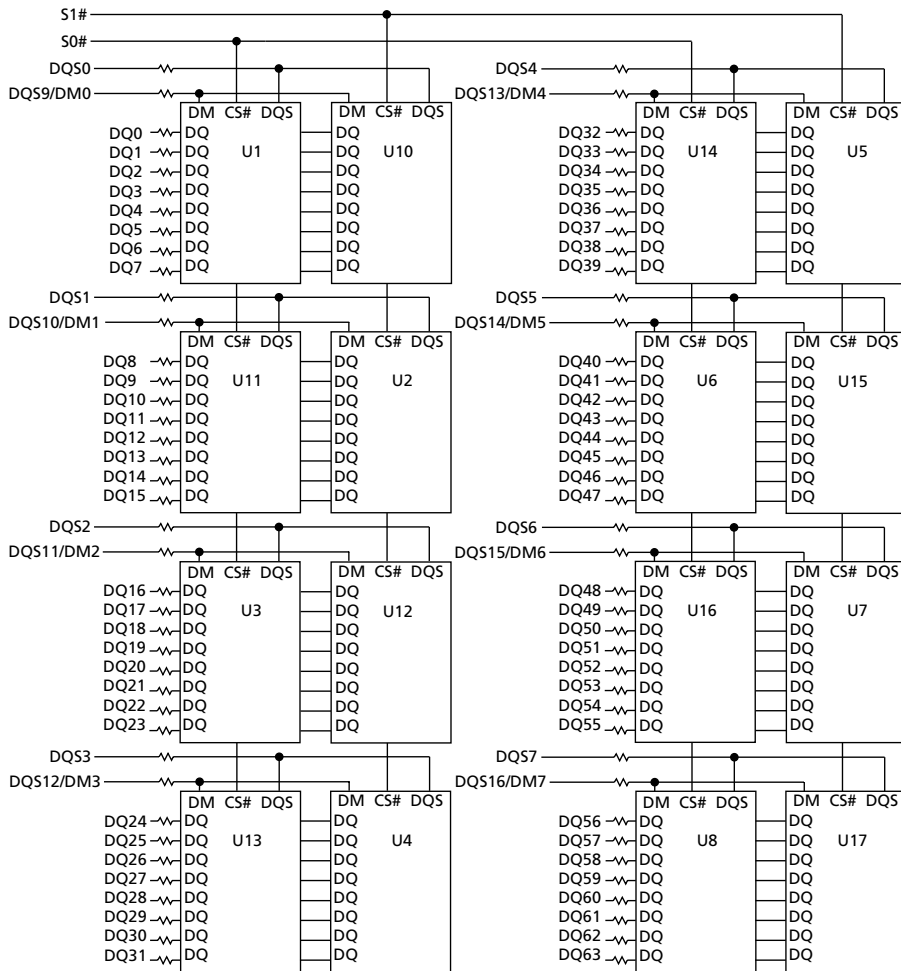 S1#
S0#
DQS0
DQS9/DM0
DM CS# DQS
DM CS# DQS
U1
U10
DQ0 DQ DQ
DQ1 DQ DQ
DQ2 DQ DQ
DQ3 DQ DQ
DQ4 DQ DQ
DQ5 DQ DQ
DQ6 DQ DQ
DQ7 DQ DQ
DQS1
DQS10/DM1
DM CS# DQS
DM CS# DQS
U11
U2
DQ8 DQ DQ
DQ9 DQ DQ
DQ10 DQ DQ
DQ11 DQ DQ
DQ12 DQ DQ
DQ13 DQ DQ
DQ14 DQ DQ
DQ15 DQ DQ
DQS2
DQS11/DM2
DM CS# DQS
DM CS# DQS
U3
U12
DQ16 DQ DQ
DQ17 DQ DQ
DQ18 DQ DQ
DQ19 DQ DQ
DQ20 DQ DQ
DQ21 DQ DQ
DQ22 DQ DQ
DQ23 DQ DQ
DQS3
DQS12/DM3
DM CS# DQS
DM CS# DQS
U13
U4
DQ24 DQ DQ
DQ25 DQ DQ
DQ26 DQ DQ
DQ27 DQ DQ
DQ28 DQ DQ
DQ29 DQ DQ
DQ30 DQ DQ
DQ31 DQ DQ
DQS4
DQS13/DM4
DM CS# DQS
DM CS# DQS
U14
U5
DQ32 DQ DQ
DQ33 DQ DQ
DQ34 DQ DQ
DQ35 DQ DQ
DQ36 DQ DQ
DQ37 DQ DQ
DQ38 DQ DQ
DQ39 DQ DQ
DQS5
DQS14/DM5
DM CS# DQS
DM CS# DQS
U6
U15
DQ40 DQ DQ
DQ41 DQ DQ
DQ42 DQ DQ
DQ43 DQ DQ
DQ44 DQ DQ
DQ45 DQ DQ
DQ46 DQ DQ
DQ47 DQ DQ
DQS6
DQS15/DM6
DM CS# DQS
DM CS# DQS
U16
U7
DQ48 DQ DQ
DQ49 DQ DQ
DQ50 DQ DQ
DQ51 DQ DQ
DQ52 DQ DQ
DQ53 DQ DQ
DQ54 DQ DQ
DQ55 DQ DQ
DQS7
DQS16/DM7
DM CS# DQS
DM CS# DQS
U8
U17
DQ56 DQ DQ
DQ57 DQ DQ
DQ58 DQ DQ
DQ59 DQ DQ
DQ60 DQ DQ
DQ61 DQ DQ
DQ62 DQ DQ
DQ63 DQ DQ